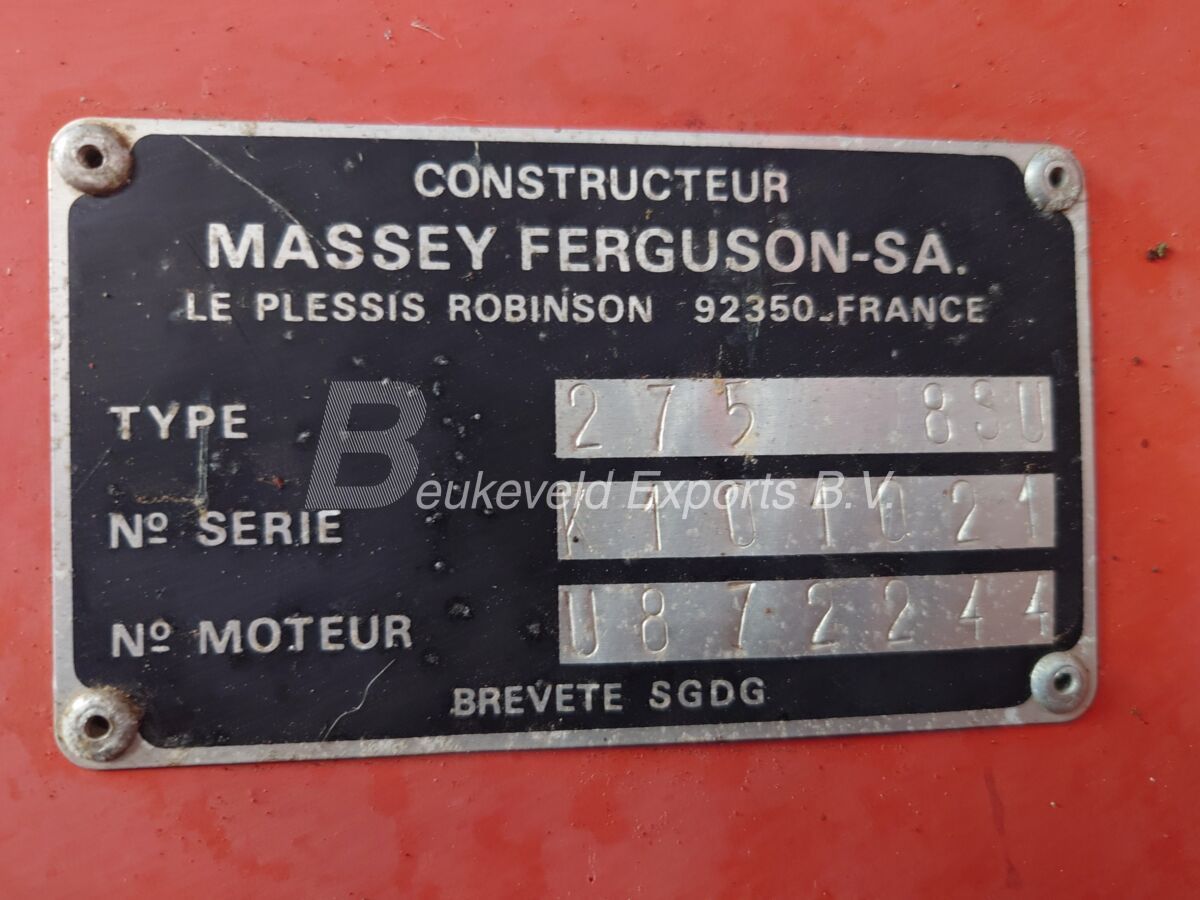 CONSTRUCTEUR
MASSEY FERGUSON-SA.
LE PLESSIS ROBINSON 92350-FRANCE
TYPE 275 8SU
Beukeveld Exports B.V.
Nº SERIE K101021
Nº MOTEUR U872244
BREVETE SGDG